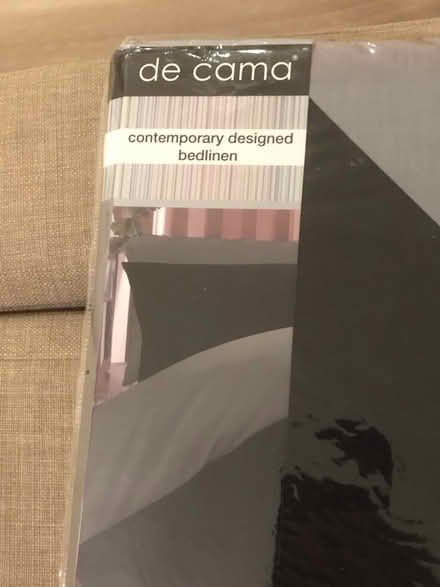 de cama®
contemporary designed
bedlinen